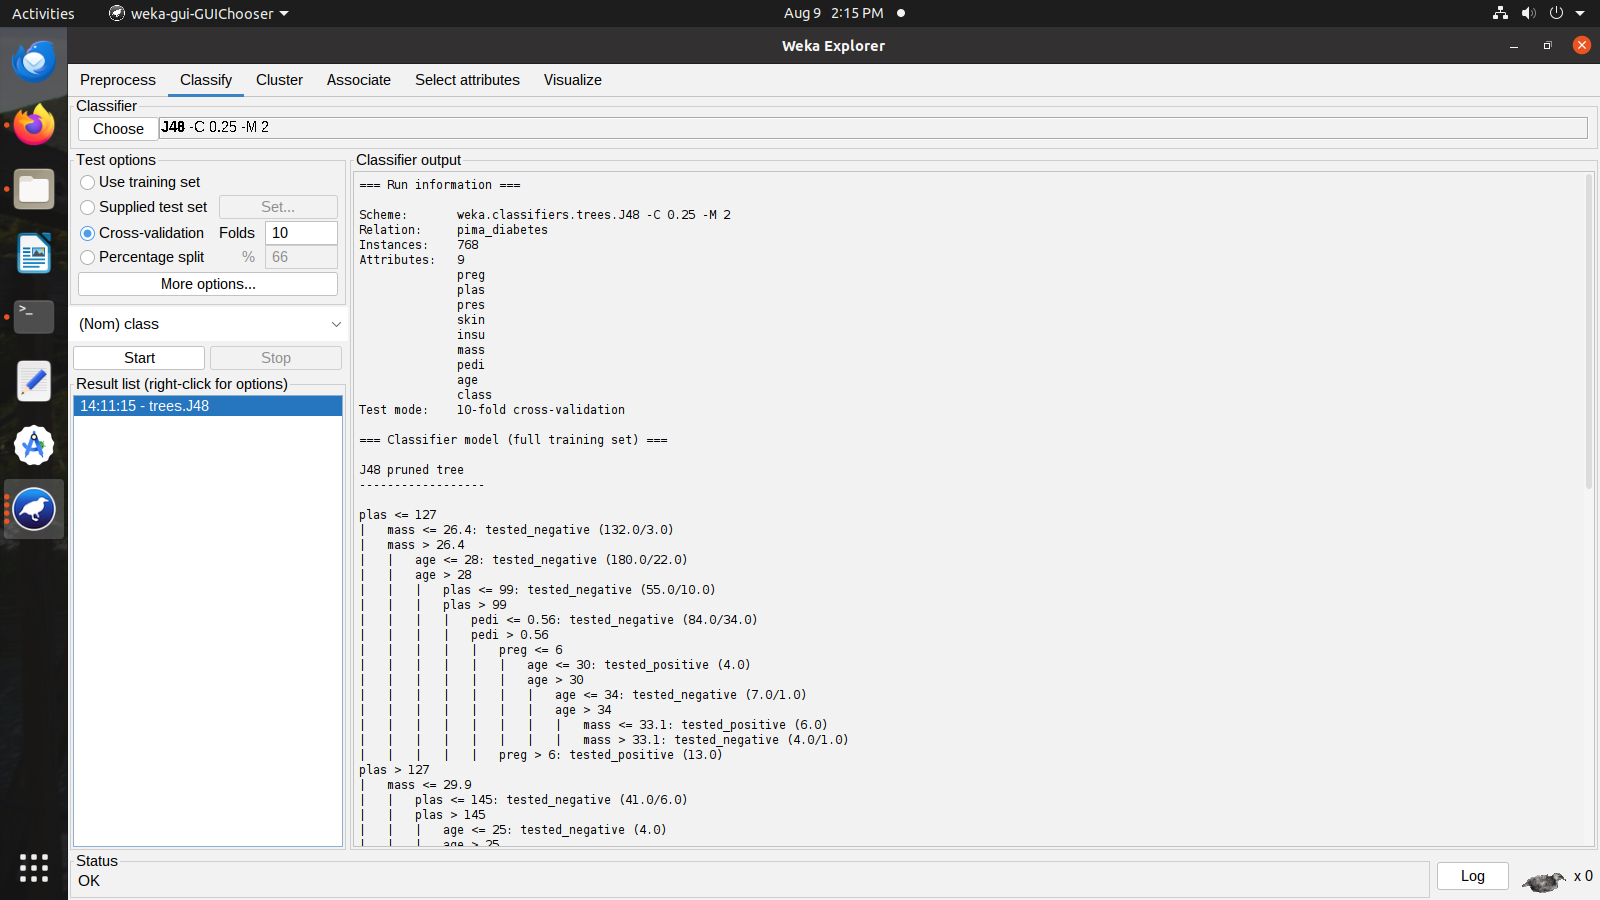 Activities
weka-gui-GUIChooser
Aug 9 2:15 PM
Weka Explorer
Preprocess Classify Cluster Associate Select attributes Visualize
Classifier
Choose J48 -C 0.25 -M 2
Test options
Use training set
Supplied test set Set...
Cross-validation Folds 10
Percentage split % 66
More options...
(Nom) class
Start Stop
Result list (right-click for options)
14:11:15 - trees.J48
Classifier output
=== Run information ===
Scheme: weka.classifiers.trees.J48 -C 0.25 -M 2
Relation: pima_diabetes
Instances: 768
Attributes: 9
preg
plas
pres
skin
insu
mass
pedi
age
class
Test mode: 10-fold cross-validation
=== Classifier model (full training set) ===
J48 pruned tree
------------------
plas <= 127
| mass <= 26.4: tested_negative (132.0/3.0)
| mass > 26.4
| | age <= 28: tested_negative (180.0/22.0)
| | age > 28
| | | plas <= 99: tested_negative (55.0/10.0)
| | | plas > 99
| | | | pedi <= 0.56: tested_negative (84.0/34.0)
| | | | pedi > 0.56
| | | | | preg <= 6
| | | | | | age <= 30: tested_positive (4.0)
| | | | | | age > 30
| | | | | | | age <= 34: tested_negative (7.0/1.0)
| | | | | | | age > 34
| | | | | | | | mass <= 33.1: tested_positive (6.0)
| | | | | | | | mass > 33.1: tested_negative (4.0/1.0)
| | | | | preg > 6: tested_positive (13.0)
plas > 127
| mass <= 29.9
| | plas <= 145: tested_negative (41.0/6.0)
| | plas > 145
| | | age <= 25: tested_negative (4.0)
| | | age > 25
Status
OK
Log
x 0